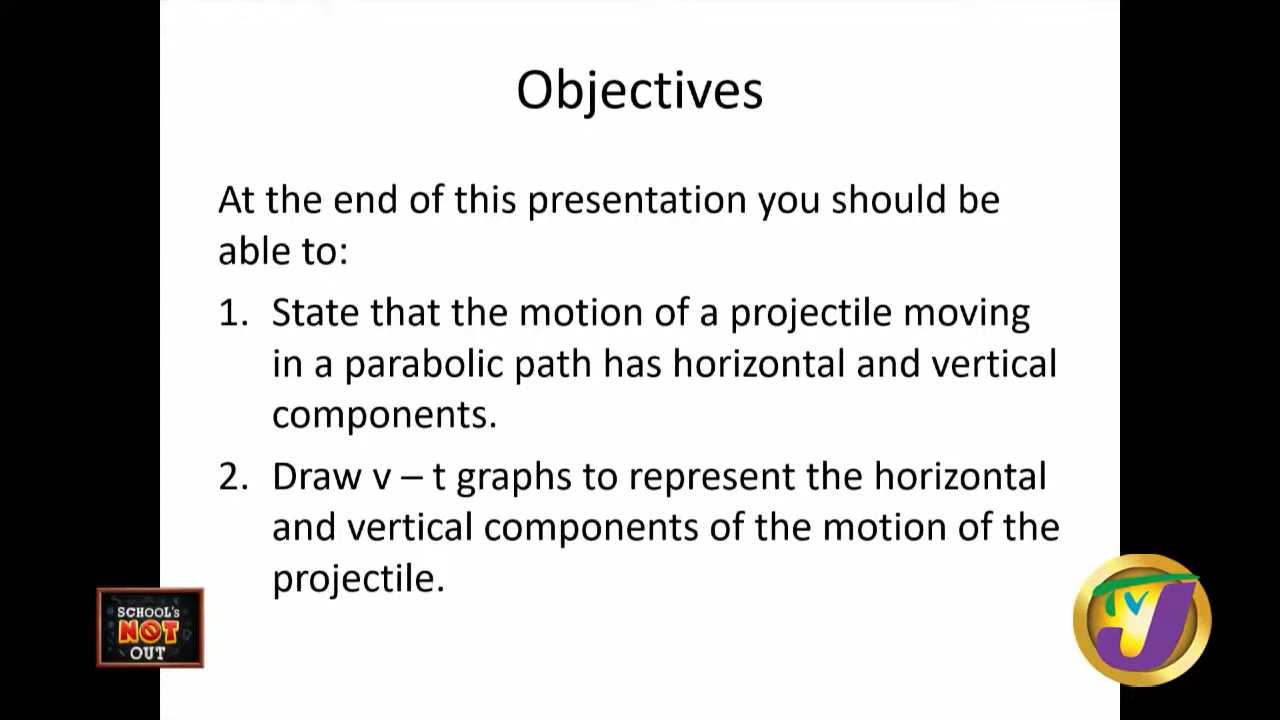 Objectives
At the end of this presentation you should be
able to:
1. State that the motion of a projectile moving
in a parabolic path has horizontal and vertical
components.
2. Draw v – t graphs to represent the horizontal
and vertical components of the motion of the
projectile.
SCHOOL's
NOT
OUT
TVJ